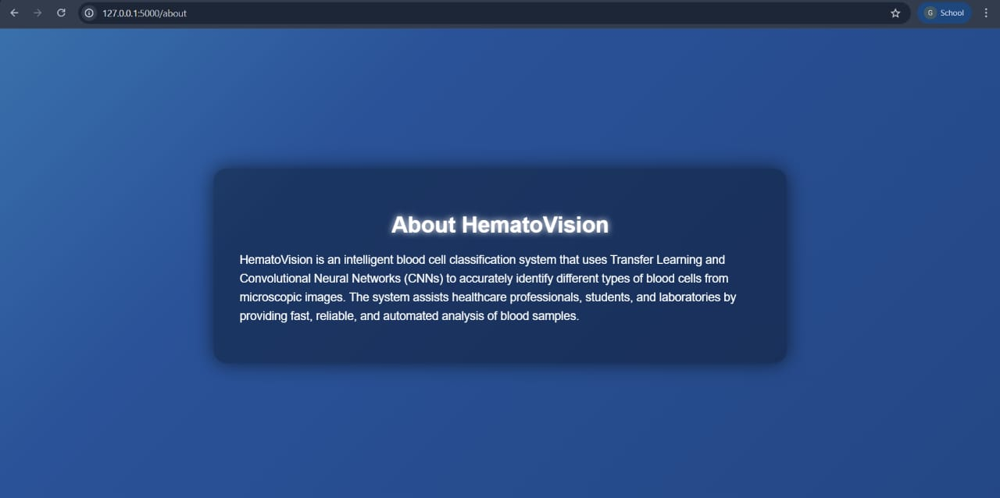 127.0.0.1:5000/about
G School
About HematoVision
HematoVision is an intelligent blood cell classification system that uses Transfer Learning and
Convolutional Neural Networks (CNNs) to accurately identify different types of blood cells from
microscopic images. The system assists healthcare professionals, students, and laboratories by
providing fast, reliable, and automated analysis of blood samples.